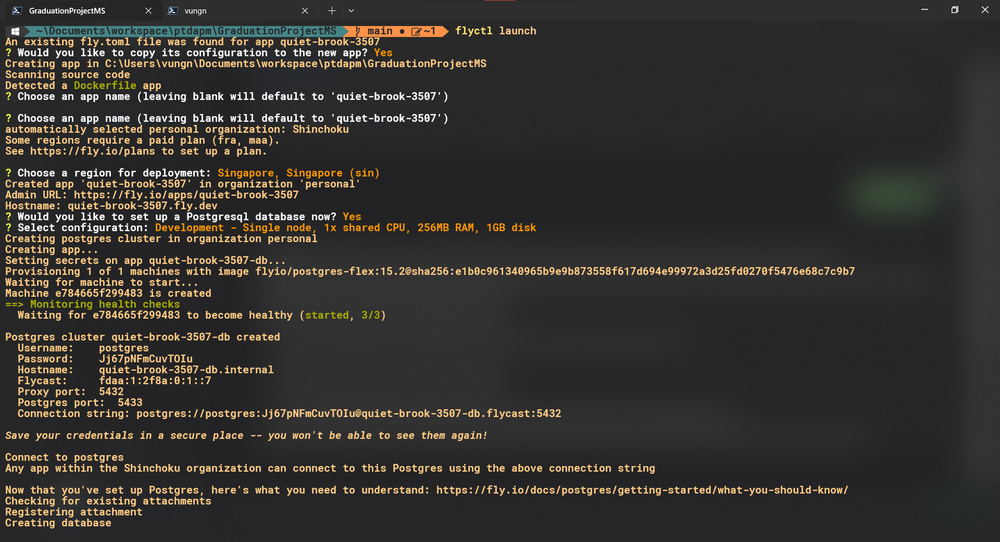 GraduationProjectMS
vungn
~\Documents\workspace\ptdapm\GraduationProjectMS main ● ~1 flyctl launch
An existing fly.toml file was found for app quiet-brook-3507
? Would you like to copy its configuration to the new app? Yes
Creating app in C:\Users\vungn\Documents\workspace\ptdapm\GraduationProjectMS
Scanning source code
Detected a Dockerfile app
? Choose an app name (leaving blank will default to 'quiet-brook-3507')
? Choose an app name (leaving blank will default to 'quiet-brook-3507')
automatically selected personal organization: Shinchoku
Some regions require a paid plan (fra, maa).
See https://fly.io/plans to set up a plan.
? Choose a region for deployment: Singapore, Singapore (sin)
Created app 'quiet-brook-3507' in organization 'personal'
Admin URL: https://fly.io/apps/quiet-brook-3507
Hostname: quiet-brook-3507.fly.dev
? Would you like to set up a Postgresql database now? Yes
? Select configuration: Development - Single node, 1x shared CPU, 256MB RAM, 1GB disk
Creating postgres cluster in organization personal
Creating app...
Setting secrets on app quiet-brook-3507-db...
Provisioning 1 of 1 machines with image flyio/postgres-flex:15.2@sha256:e1b0c961340965b9e9b873558f617d694e99972a3d25fd0270f5476e68c7c9b7
Waiting for machine to start...
Machine e784665f299483 is created
==> Monitoring health checks
Waiting for e784665f299483 to become healthy (started, 3/3)
Postgres cluster quiet-brook-3507-db created
Username: postgres
Password: Jj67pNFmCuvTOIu
Hostname: quiet-brook-3507-db.internal
Flycast: fdaa:1:2f8a:0:1::7
Proxy port: 5432
Postgres port: 5433
Connection string: postgres://postgres:Jj67pNFmCuvTOIu@quiet-brook-3507-db.flycast:5432
Save your credentials in a secure place -- you won't be able to see them again!
Connect to postgres
Any app within the Shinchoku organization can connect to this Postgres using the above connection string
Now that you've set up Postgres, here's what you need to understand: https://fly.io/docs/postgres/getting-started/what-you-should-know/
Checking for existing attachments
Registering attachment
Creating database